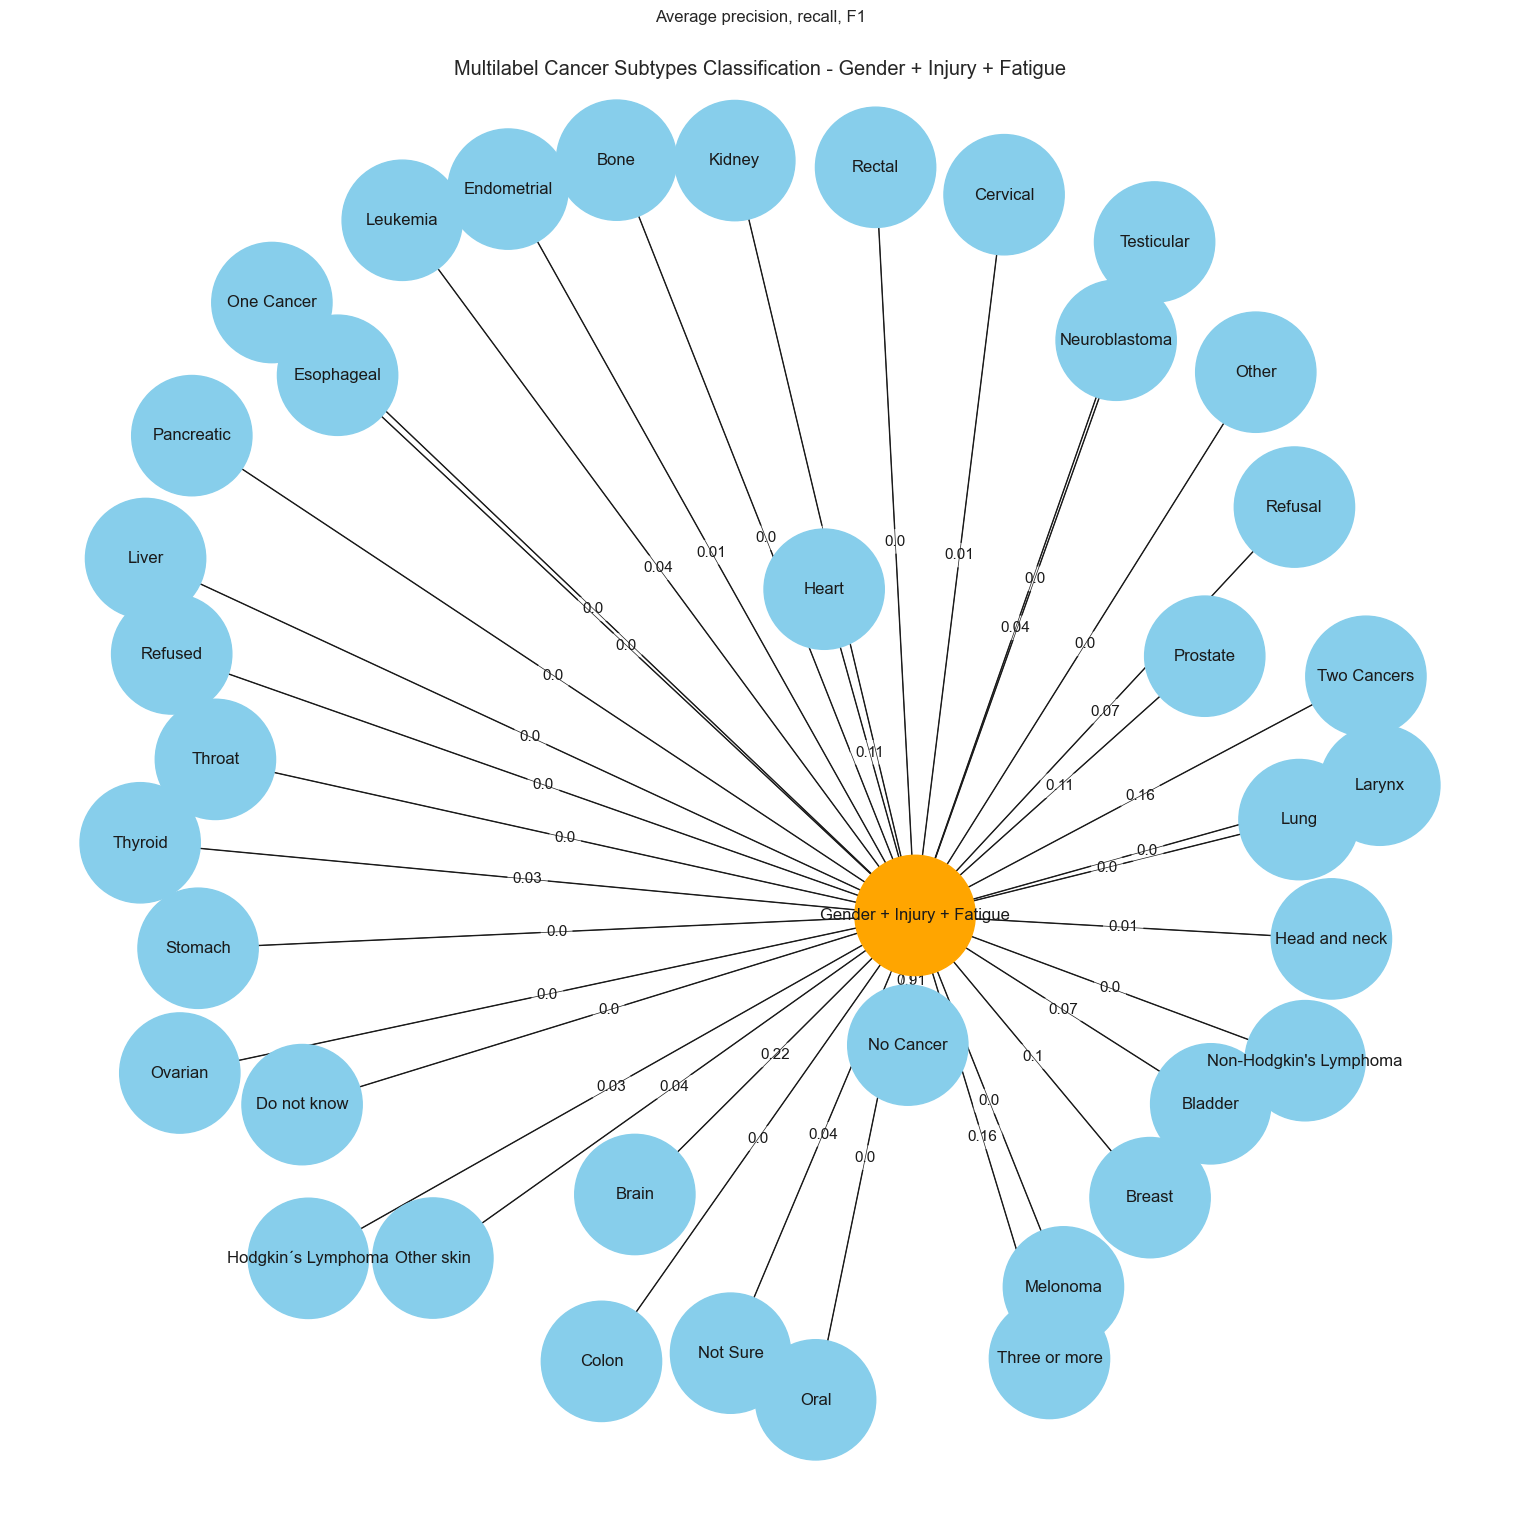 Average precision, recall, F1
Multilabel Cancer Subtypes Classification - Gender + Injury + Fatigue
Bone
Kidney
Rectal
Endometrial
Cervical
Leukemia
Testicular
One Cancer
Neuroblastoma
Other
Esophageal
Pancreatic
Refusal
0.0
0.0
0.01
0.01
Liver
0.04
0.0
Heart
0.0
0.04
0.0
0.0
Refused
Prostate
0.0
Two Cancers
0.07
0.0
0.11
Throat
0.0
0.11
Larynx
0.16
Lung
0.0
Thyroid
0.0
0.0
0.03
Gender + Injury + Fatigue
0.01
0.0
Stomach
Head and neck
0.91
0.0
0.0
0.0
0.07
No Cancer
0.22
0.1
Non-Hodgkin's Lymphoma
Ovarian
0.03
0.04
0.0
Do not know
Bladder
0.04
0.16
0.0
0.0
Brain
Breast
Hodgkin´s Lymphoma
Other skin
Melonoma
Not Sure
Colon
Three or more
Oral